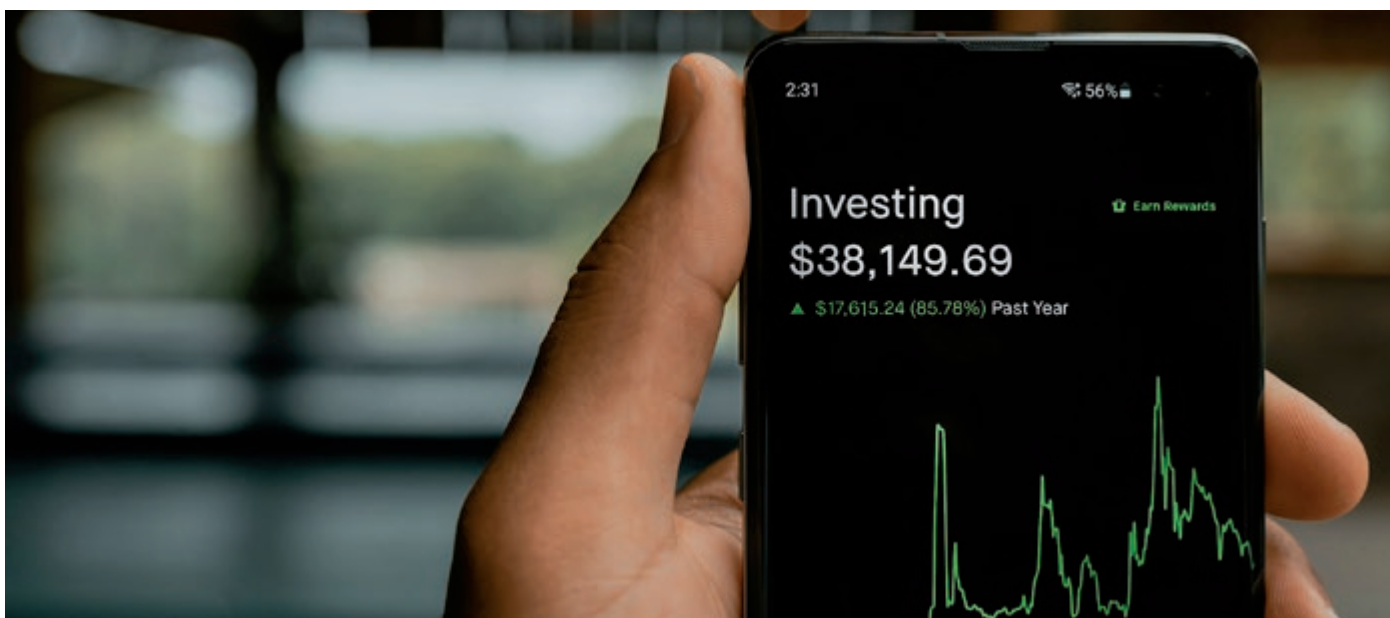 2:31 56%
Investing
Earn Rewards
$38,149.69
▲ $17,615.24 (85.78%) Past Year